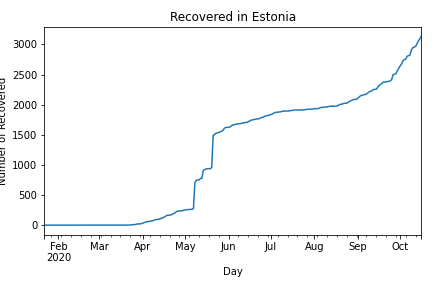 Recovered in Estonia
Number of Recovered
3000
2500
2000
1500
1000
500
0
Feb
2020
Mar
Apr
May
Jun
Jul
Aug
Sep
Oct
Day